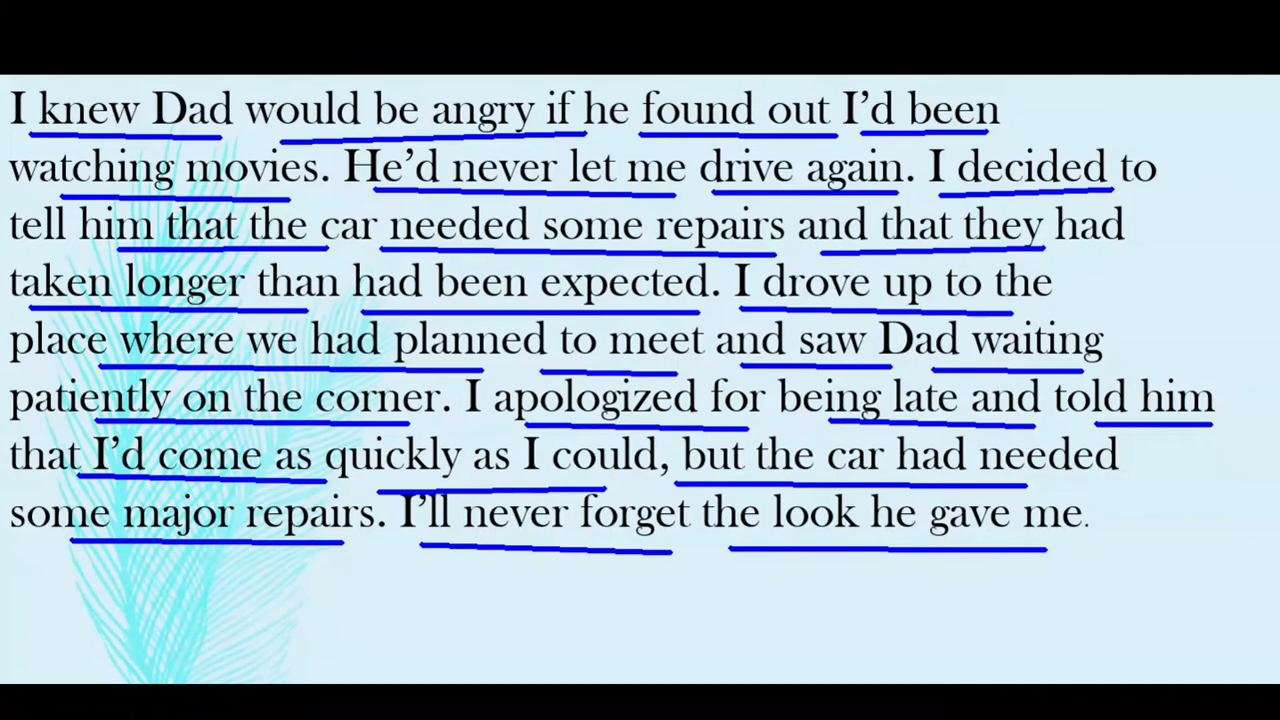 I knew Dad would be angry if he found out I’d been
watching movies. He’d never let me drive again. I decided to
tell him that the car needed some repairs and that they had
taken longer than had been expected. I drove up to the
place where we had planned to meet and saw Dad waiting
patiently on the corner. I apologized for being late and told him
that I’d come as quickly as I could, but the car had needed
some major repairs. I’ll never forget the look he gave me.